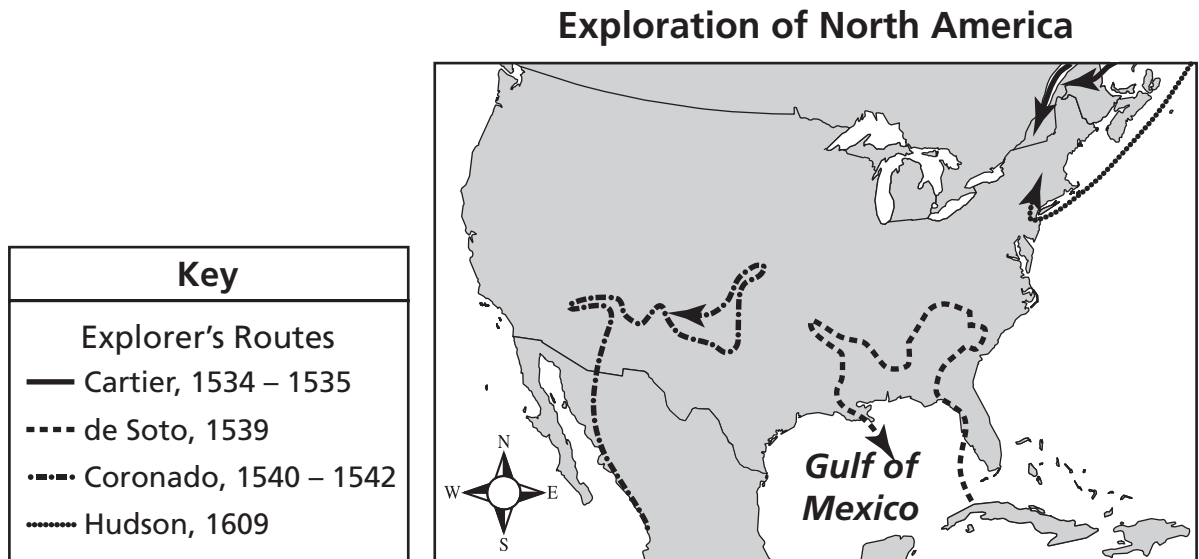 Exploration of North America
Key
Explorer's Routes
Cartier, 1534 – 1535
de Soto, 1539
Coronado, 1540 – 1542
Hudson, 1609
N
W
E
S
Gulf of
Mexico